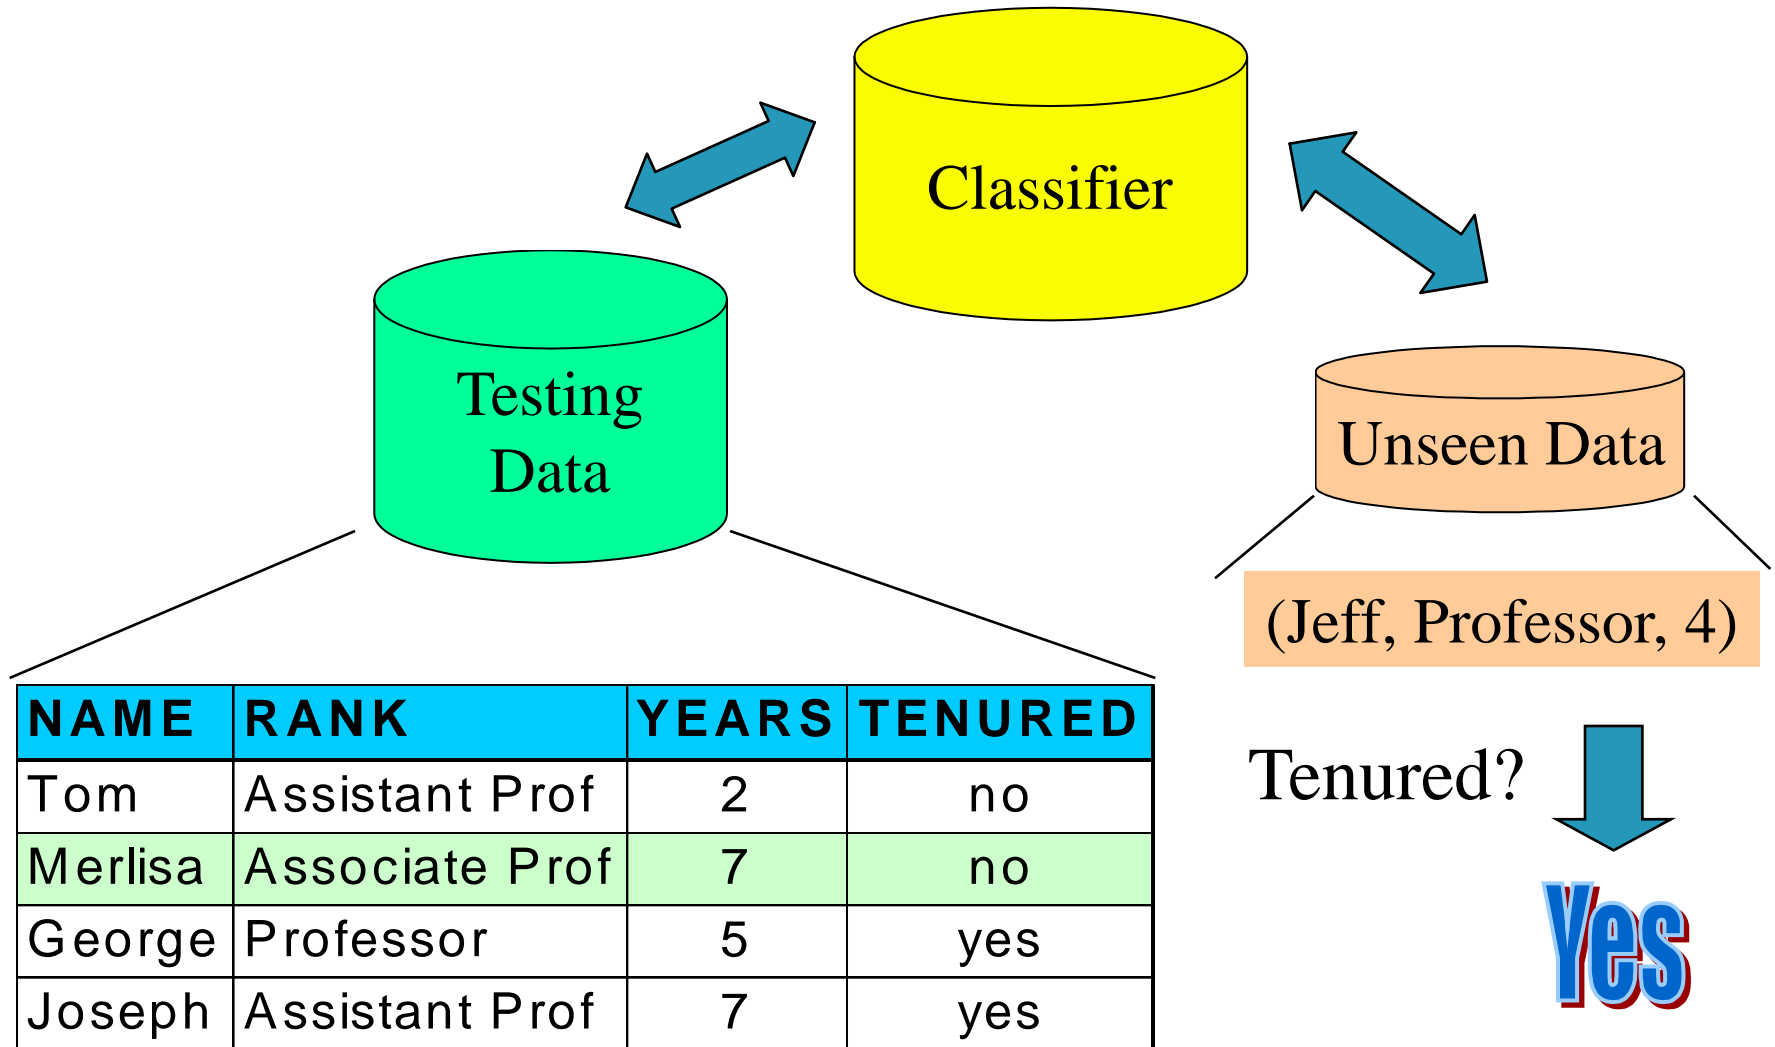 Classifier
Testing
Data
Unseen Data
(Jeff, Professor, 4)
NAME RANK YEARS TENURED
Tom Assistant Prof 2 no
Merlisa Associate Prof 7 no
George Professor 5 yes
Joseph Assistant Prof 7 yes
Tenured?
Yes